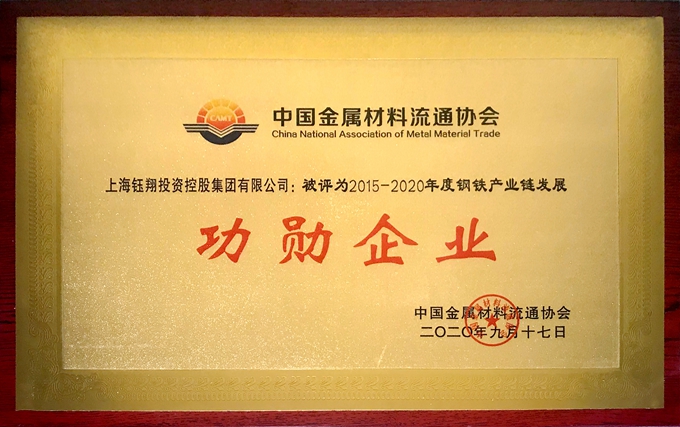 CAMT
中国金属材料流通协会
China National Association of Metal Material Trade
上海钰翔投资控股集团有限公司：被评为2015-2020年度钢铁产业链发展
功勋企业
中国金属材料流通协会
二〇二〇年九月十七日